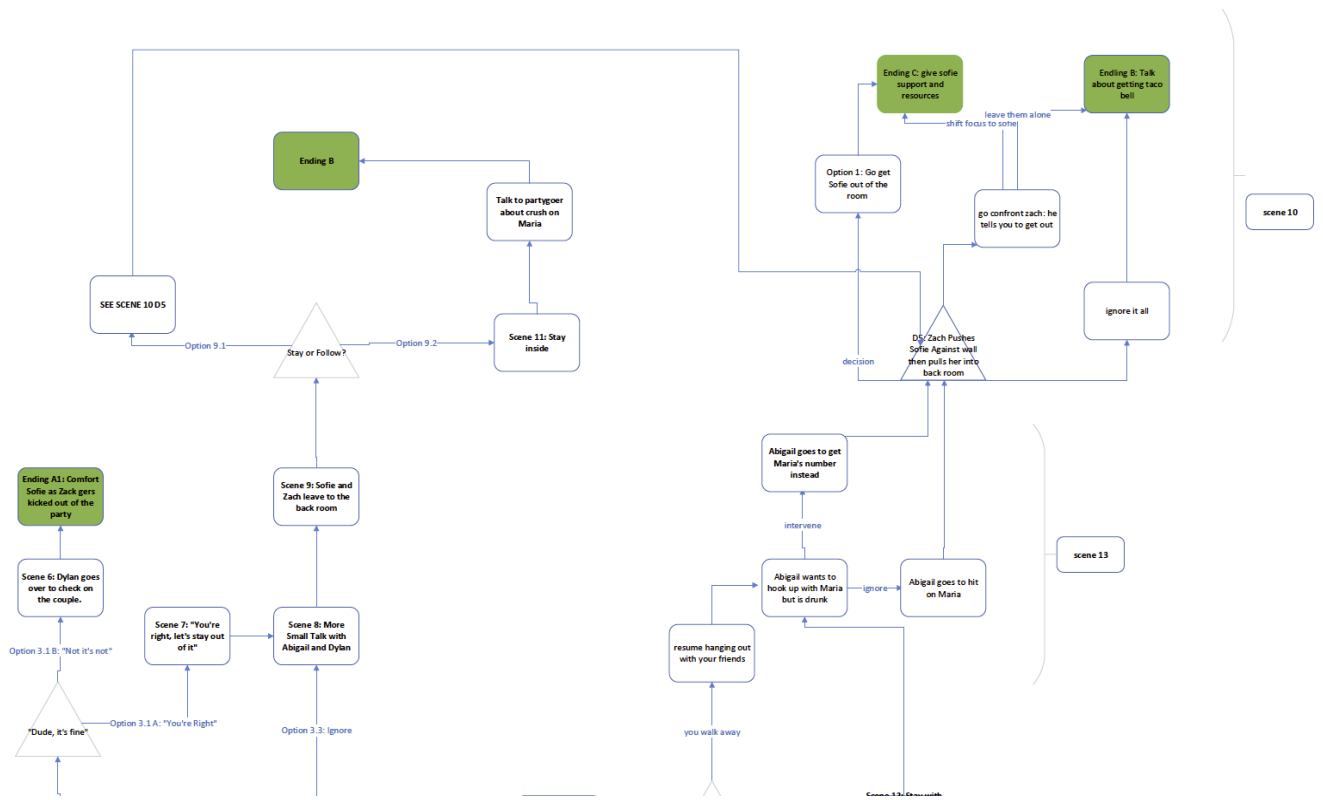 Ending C: give sofie
support and
resources
Endling B: Talk
about getting taco
bell
leave them alone
shift focus to sofie
Ending B
Option 1: Go get
Sofie out of the
room
Talk to partygoer
about crush on
Maria
go confront zach: he
tells you to get out
scene 10
SEE SCENE 10 D5
ignore it all
Option 9.1
Stay or Follow?
Option 9.2
Scene 11: Stay
inside
D5: Zach Pushes
Sofie Against wall
then pulls her into
back room
decision
Abigail goes to get
Maria's number
instead
Ending A1: Comfort
Sofie as Zack gers
kicked out of the
party
Scene 9: Sofie and
Zach leave to the
back room
intervene
scene 13
Scene 6: Dylan goes
over to check on
the couple.
Abigail wants to
hook up with Maria
but is drunk
ignore
Abigail goes to hit
on Maria
Scene 7: "You're
right, let's stay out
of it"
Scene 8: More
Small Talk with
Abigail and Dylan
Option 3.1 B: "Not it's not"
resume hanging out
with your friends
"Dude, it's fine"
Option 3.1 A: "You're Right"
Option 3.3: Ignore
you walk away